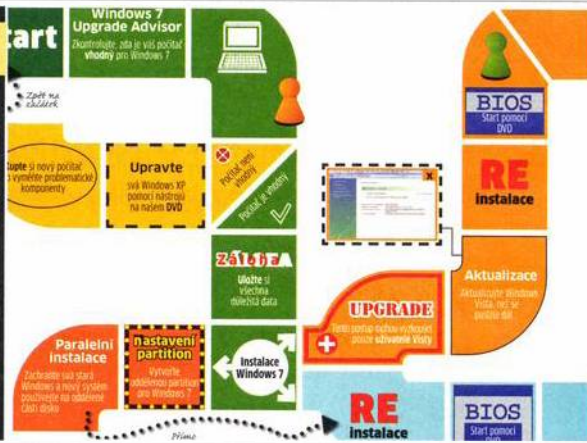 tart
Windows 7
Upgrade Advisor
Zkontrolujte, zda je váš počítač
vhodný pro Windows 7
Zpět na
začátek
Kupte si nový počítač
vyměňte problematické
komponenty
Upravte
svá Windows XP
pomocí nástrojů
na našem DVD
Počítač není
vhodný
Počítač je vhodný
Záloha
Uložte si
všechna
důležitá data
Paralelní
instalace
Zachraňte svá stará
Windows a nový systém
používejte na oddělené
části disku
nastavení
partition
Vytvořte
oddělenou partition
pro Windows 7
Instalace
Windows 7
Přímo
UPGRADE
Tento postup mohou vyzkoušet
pouze uživatelé Visty
Aktualizace
Aktualizujte Windows
Vista, než se
pustíte dál
RE
instalace
BIOS
Start pomocí
DVD
X
RE
instalace
BIOS
Start pomocí
DVD